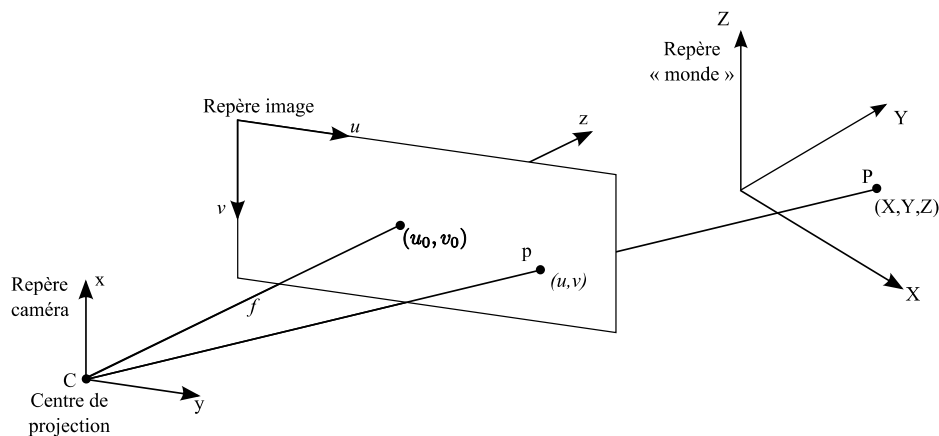 Z
Repère
« monde »
Y
Repère image
u
z
P
(X,Y,Z)
v
(u₀, v₀)
p
(u,v)
X
Repère
caméra
x
f
C
y
Centre de
projection